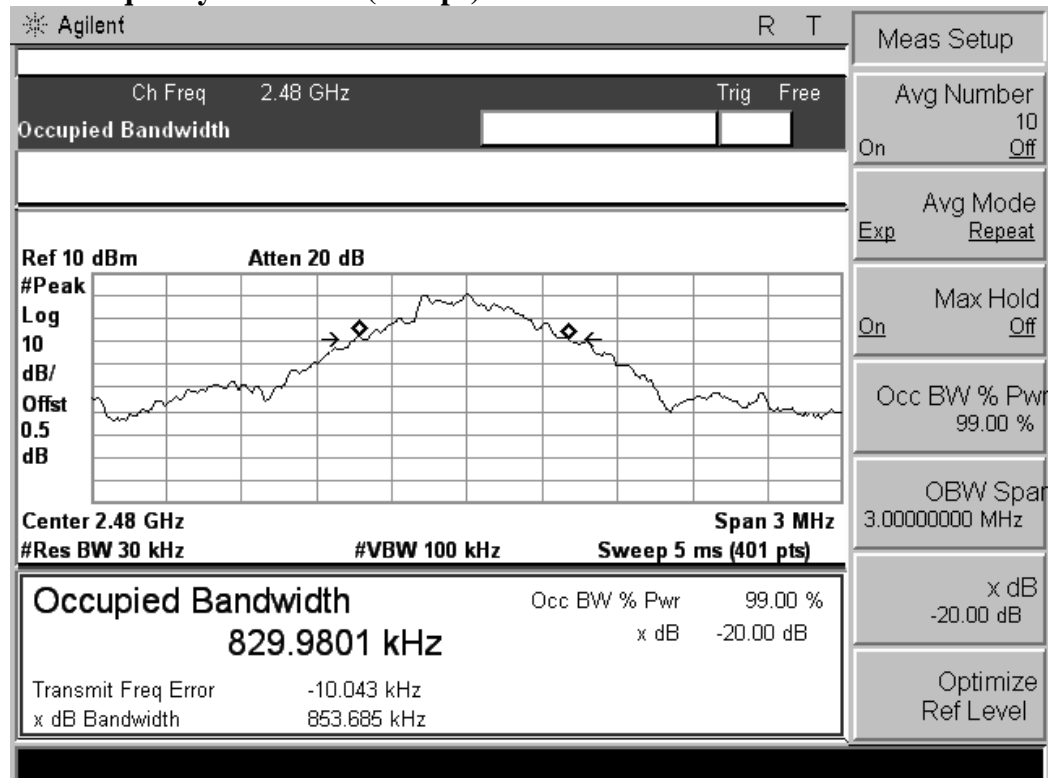 Agilent R T
Ch Freq 2.48 GHz Trig Free
Occupied Bandwidth
Ref 10 dBm Atten 20 dB
#Peak
Log
10
dB/
Offst
0.5
dB
Center 2.48 GHz Span 3 MHz
#Res BW 30 kHz #VBW 100 kHz Sweep 5 ms (401 pts)
Occupied Bandwidth
829.9801 kHz
Occ BW % Pwr 99.00 %
x dB -20.00 dB
Transmit Freq Error -10.043 kHz
x dB Bandwidth 853.685 kHz
Meas Setup
Avg Number
10
On Off
Avg Mode
Exp Repeat
Max Hold
On Off
Occ BW % Pwr
99.00 %
OBW Span
3.00000000 MHz
x dB
-20.00 dB
Optimize
Ref Level